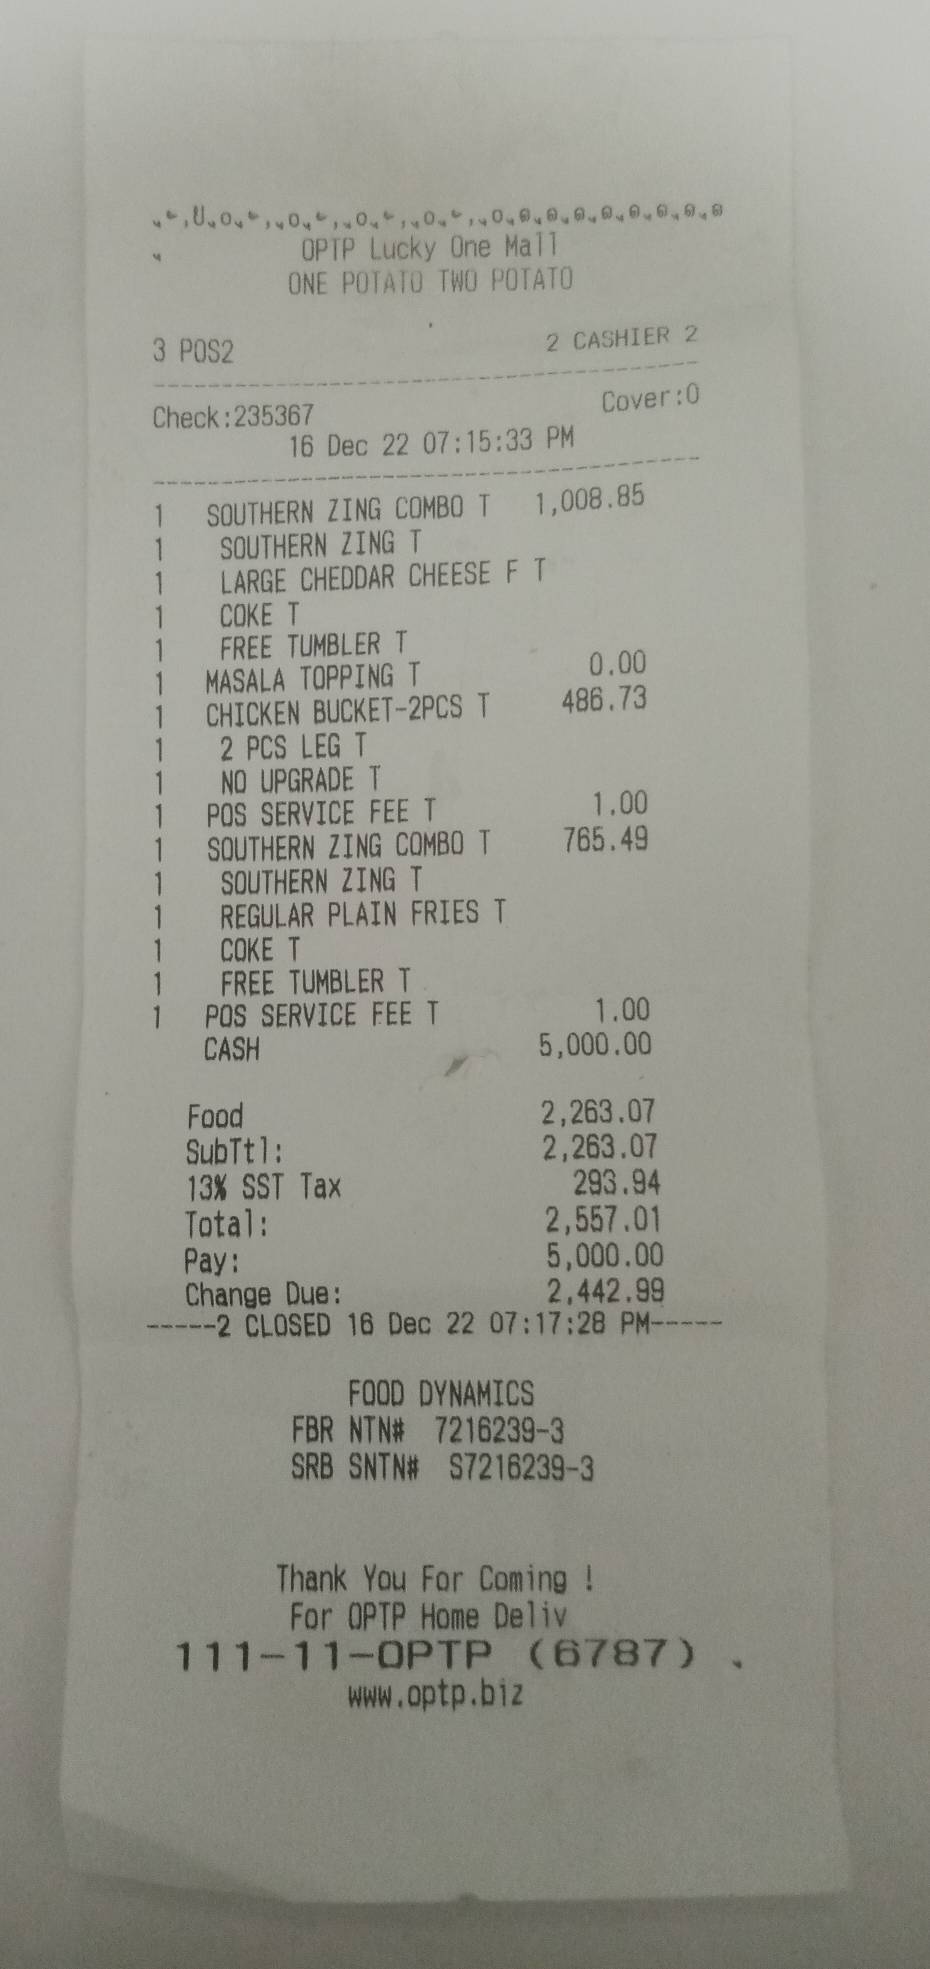 OPTP Lucky One Mall
ONE POTATO TWO POTATO
3 POS2 2 CASHIER 2
Check:235367 Cover:0
16 Dec 22 07:15:33 PM
1 SOUTHERN ZING COMBO T 1,008.85
1 SOUTHERN ZING T
1 LARGE CHEDDAR CHEESE F T
1 COKE T
1 FREE TUMBLER T
1 MASALA TOPPING T 0.00
1 CHICKEN BUCKET-2PCS T 486.73
1 2 PCS LEG T
1 NO UPGRADE T
1 POS SERVICE FEE T 1.00
1 SOUTHERN ZING COMBO T 765.49
1 SOUTHERN ZING T
1 REGULAR PLAIN FRIES T
1 COKE T
1 FREE TUMBLER T
1 POS SERVICE FEE T 1.00
CASH 5,000.00
Food 2,263.07
SubTtl: 2,263.07
13% SST Tax 293.94
Total: 2,557.01
Pay: 5,000.00
Change Due: 2,442.99
-----2 CLOSED 16 Dec 22 07:17:28 PM-----
FOOD DYNAMICS
FBR NTN# 7216239-3
SRB SNTN# S7216239-3
Thank You For Coming !
For OPTP Home Deliv
111-11-OPTP (6787) .
www.optp.biz